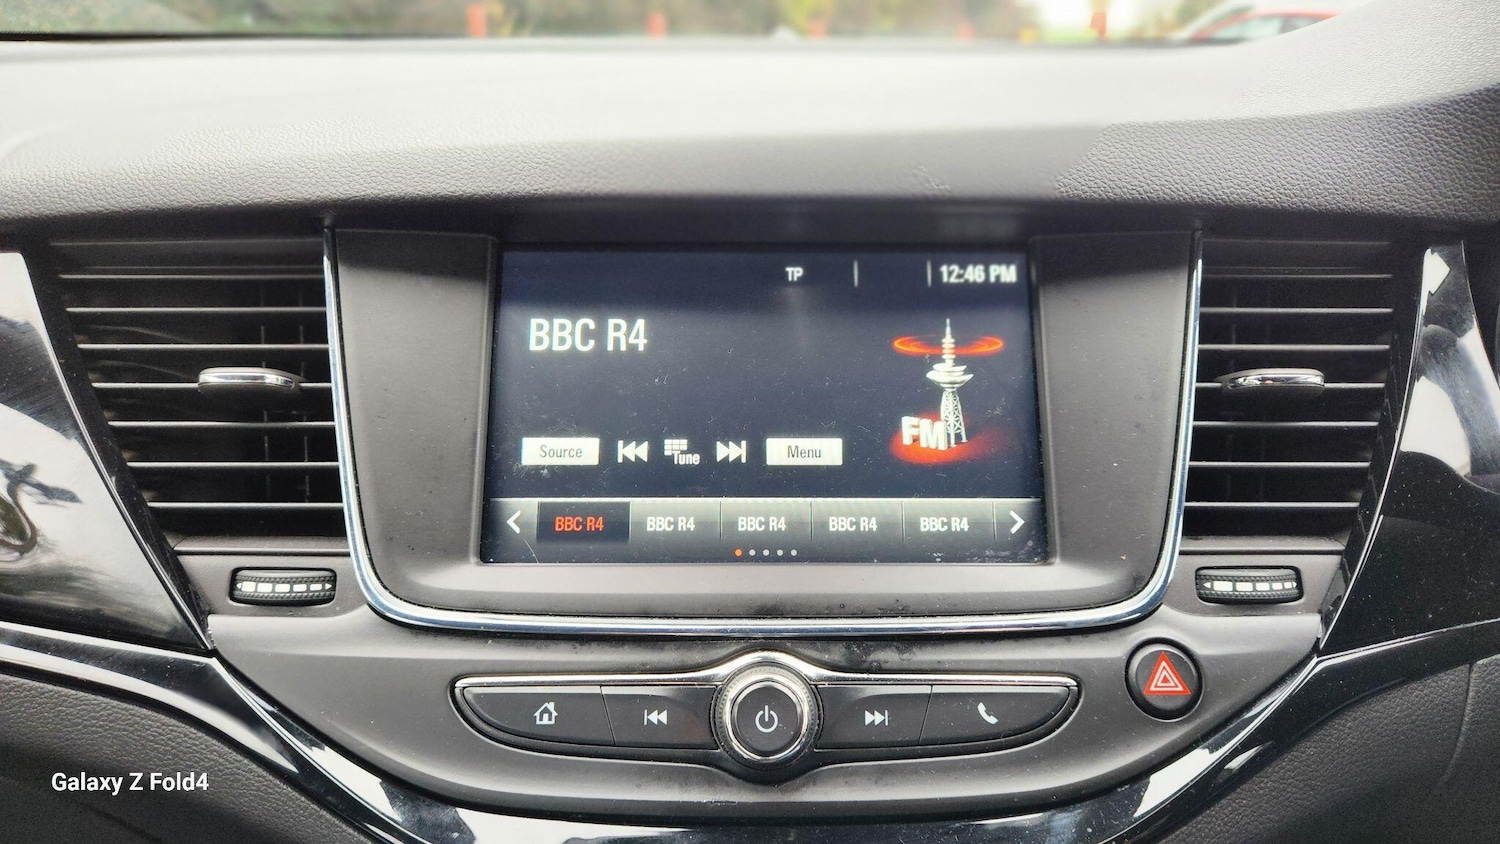 TP
12:46 PM
BBC R4
FM
Source
Tune
Menu
BBC R4
BBC R4
BBC R4
BBC R4
BBC R4
Galaxy Z Fold4